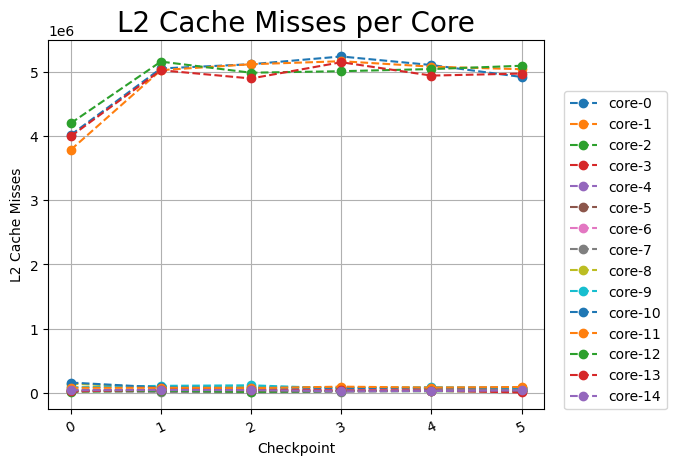 L2 Cache Misses per Core
1e6
5
4
3
2
1
0
L2 Cache Misses
0 1 2 3 4 5
Checkpoint
core-0
core-1
core-2
core-3
core-4
core-5
core-6
core-7
core-8
core-9
core-10
core-11
core-12
core-13
core-14